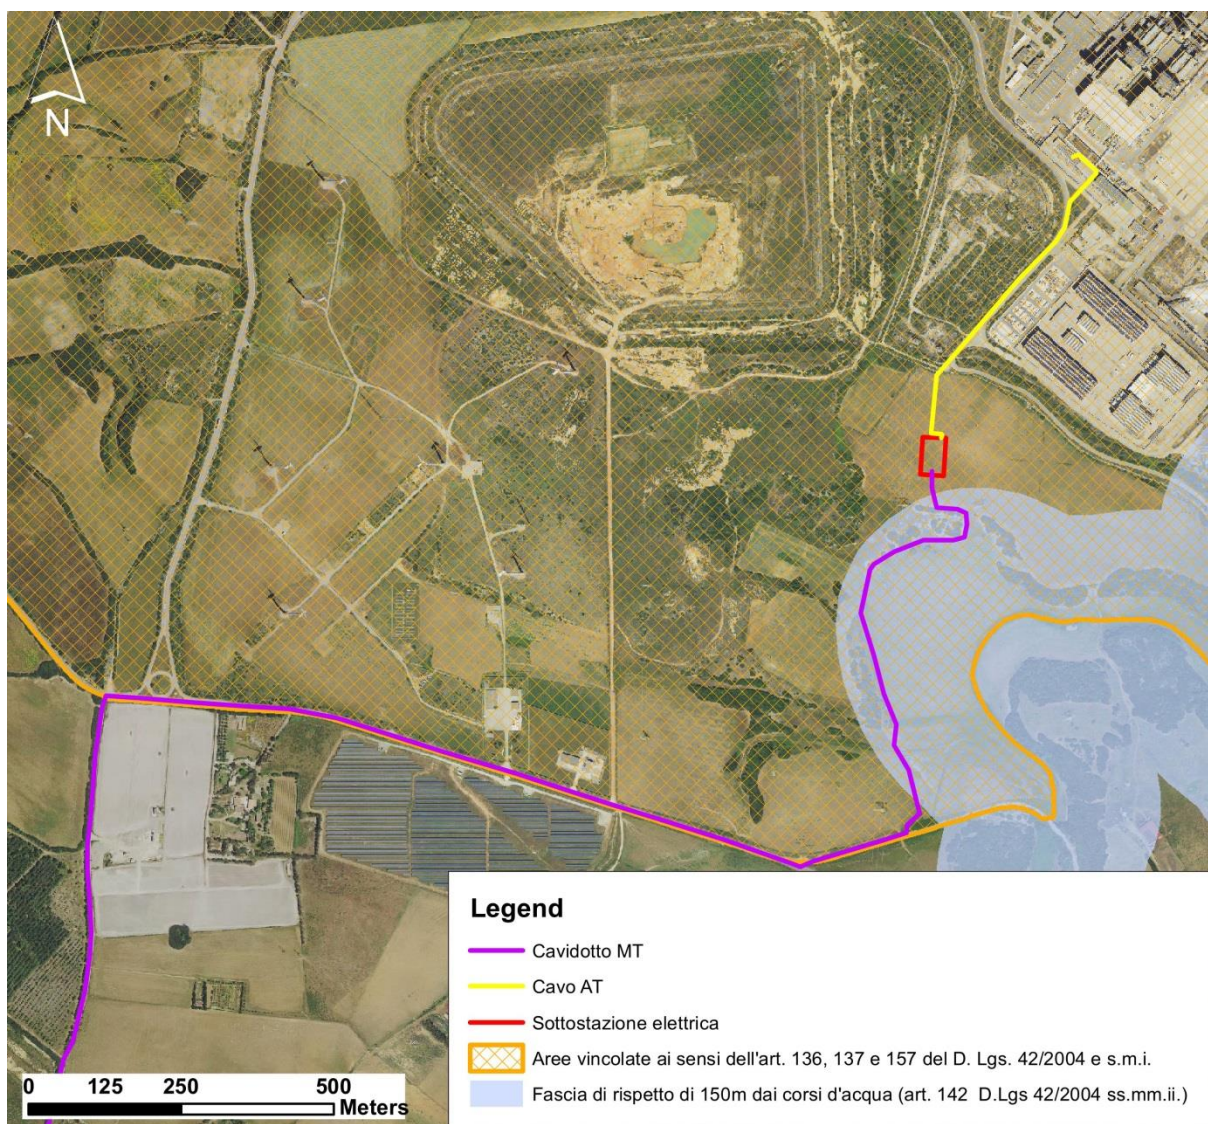 N
Legend
Cavidotto MT
Cavo AT
Sottostazione elettrica
Aree vincolate ai sensi dell'art. 136, 137 e 157 del D. Lgs. 42/2004 e s.m.i.
Fascia di rispetto di 150m dai corsi d'acqua (art. 142  D.Lgs 42/2004 ss.mm.ii.)
0 125 250 500
Meters